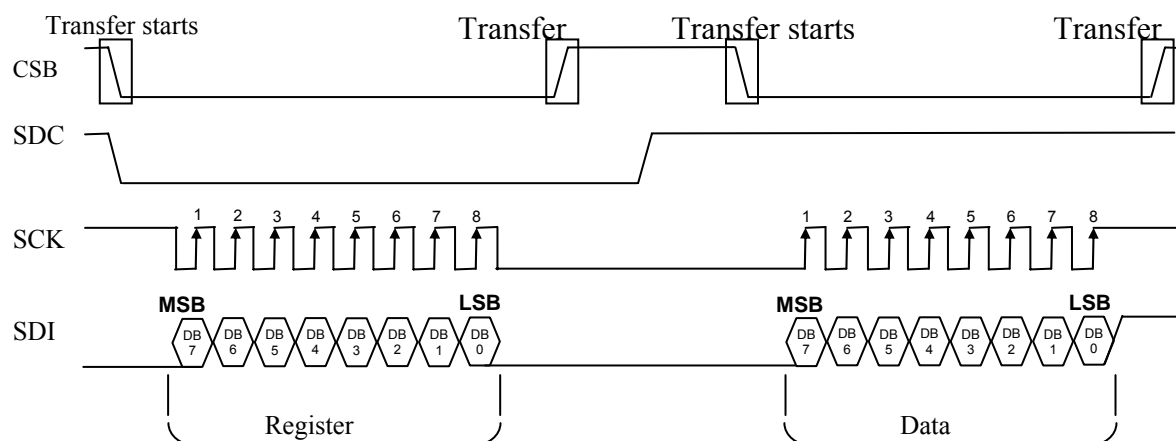 Transfer starts Transfer Transfer starts Transfer
CSB
SDC
1 2 3 4 5 6 7 8 1 2 3 4 5 6 7 8
SCK
MSB LSB MSB LSB
SDI DB 7 DB 6 DB 5 DB 4 DB 3 DB 2 DB 1 DB 0 DB 7 DB 6 DB 5 DB 4 DB 3 DB 2 DB 1 DB 0
Register Data